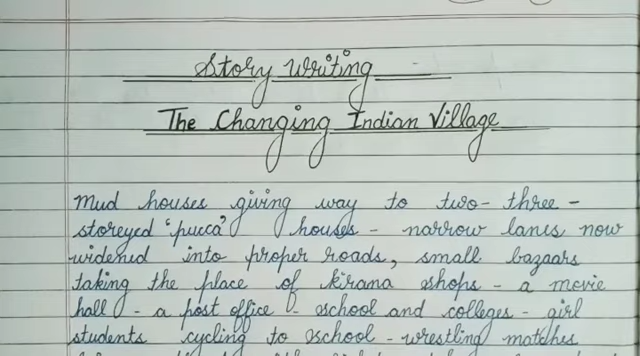 Story Writing
The Changing Indian Village
Mud houses giving way to two- three -
storeyed 'pucca' houses - narrow lanes now
widened into proper roads, small bazaars
taking the place of kirana shops - a movie
hall - a post office - school and colleges - girl
students cycling to school - wrestling matches